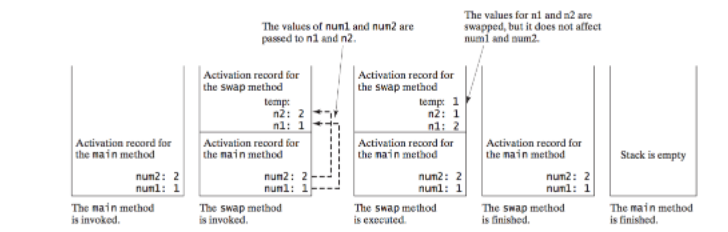 The values of num1 and num2 are
passed to n1 and n2.
The values for n1 and n2 are
swapped, but it does not affect
num1 and num2.
Activation record for
the main method
num2: 2
num1: 1
The main method
is invoked.
Activation record for
the swap method
temp:
n2: 2
n1: 1
Activation record for
the main method
num2: 2
num1: 1
The swap method
is invoked.
Activation record for
the swap method
temp: 1
n2: 1
n1: 2
Activation record for
the main method
num2: 2
num1: 1
The swap method
is executed.
Activation record for
the main method
num2: 2
num1: 1
The swap method
is finished.
Stack is empty
The main method
is finished.